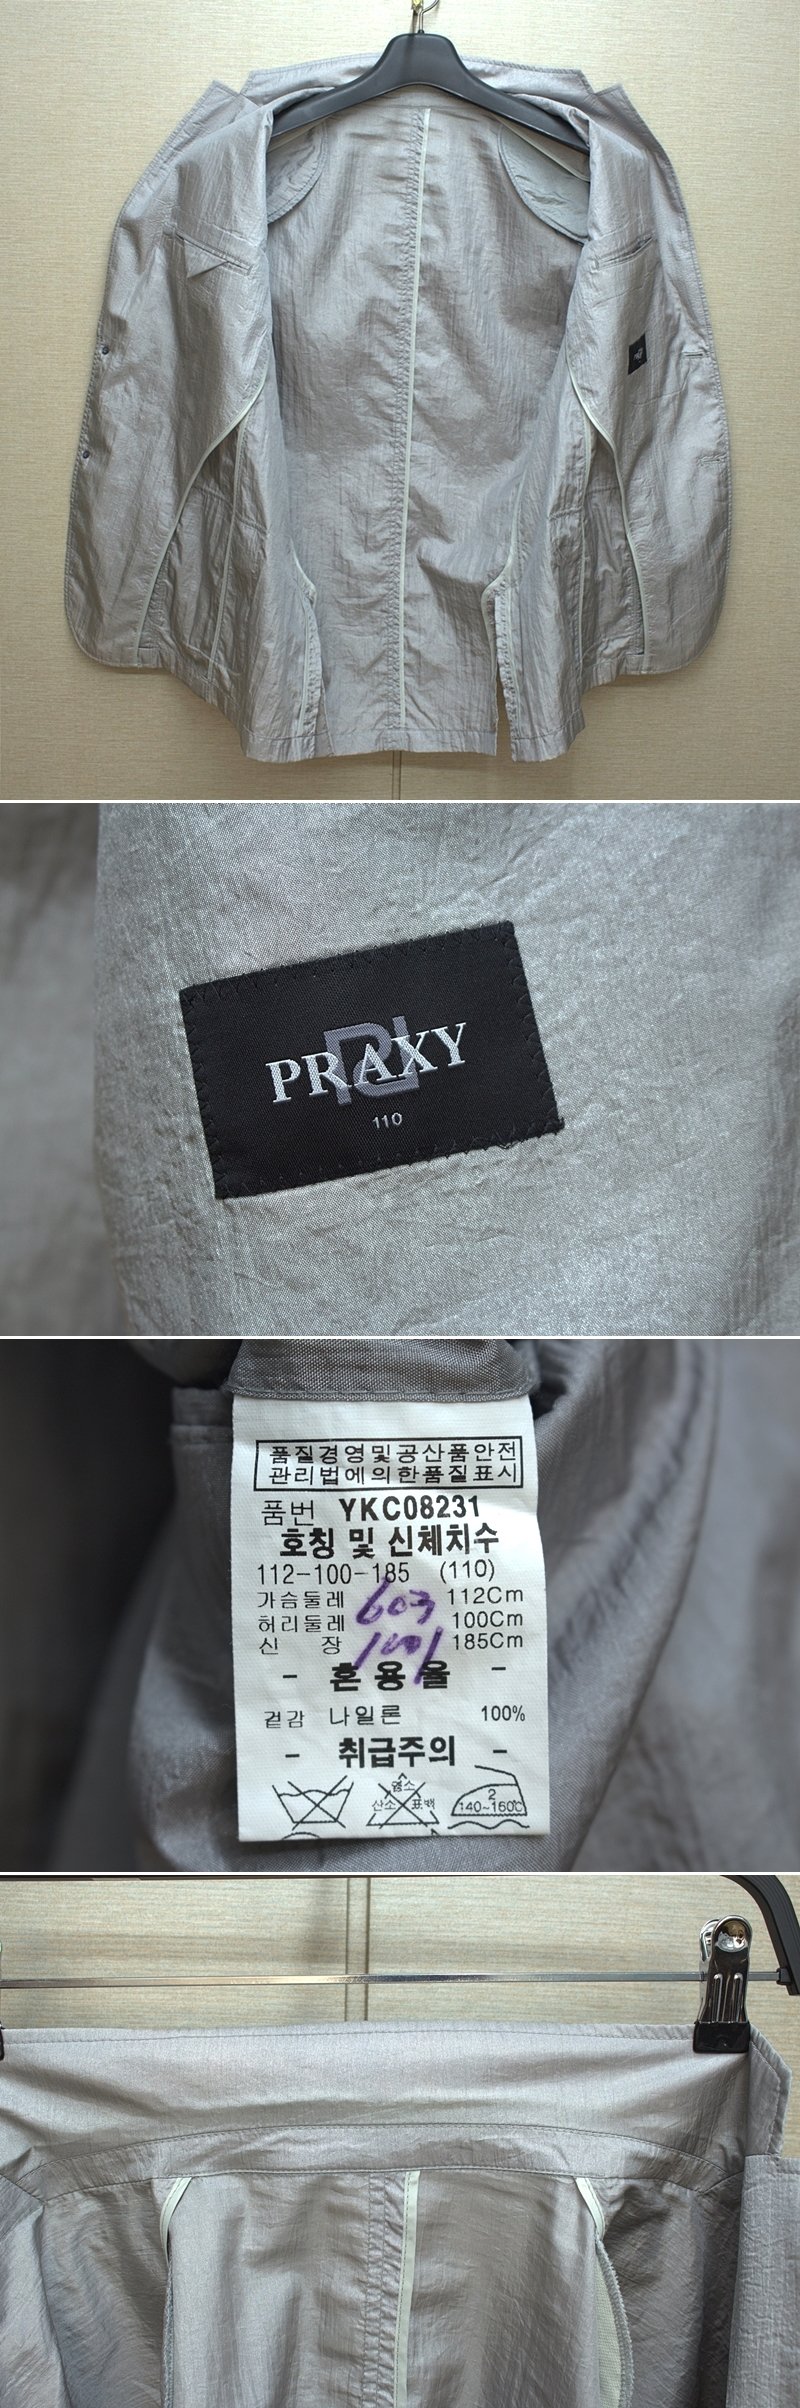 PRAXY
110
품질경영및공산품안전
관리법에의한품질표시
품번 YKC08231
호칭 및 신체치수
112-100-185 (110)
가슴둘레 112Cm
603
허리둘레 100Cm
신 장 185Cm
- 혼용율 -
겉감 나일론 100%
- 취급주의 -
염소
산소 표백
2
140~160℃